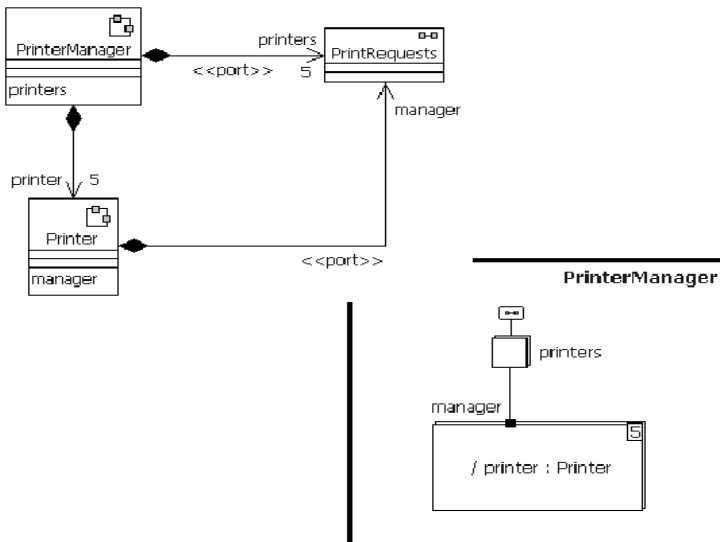 PrinterManager
printers
printers
<<port>> 5
PrintRequests
manager
printer 5
Printer
manager
<<port>>
PrinterManager
printers
manager
5
/ printer : Printer